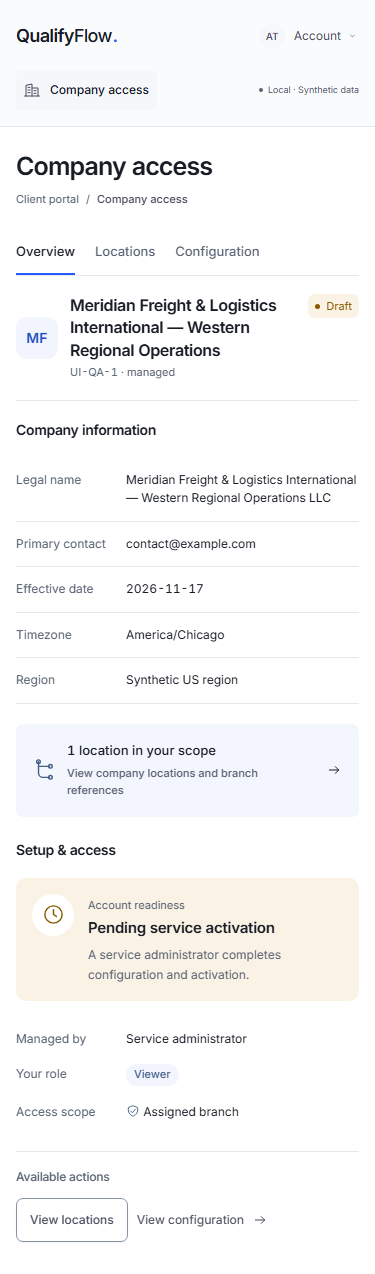 QualifyFlow.
AT Account
Company access
Local · Synthetic data
Company access
Client portal / Company access
Overview Locations Configuration
MF
Meridian Freight & Logistics
International — Western
Regional Operations
Draft
UI-QA-1 · managed
Company information
Legal name
Meridian Freight & Logistics International
— Western Regional Operations LLC
Primary contact contact@example.com
Effective date 2026-11-17
Timezone America/Chicago
Region Synthetic US region
1 location in your scope
View company locations and branch
references
Setup & access
Account readiness
Pending service activation
A service administrator completes
configuration and activation.
Managed by Service administrator
Your role Viewer
Access scope Assigned branch
Available actions
View locations View configuration →